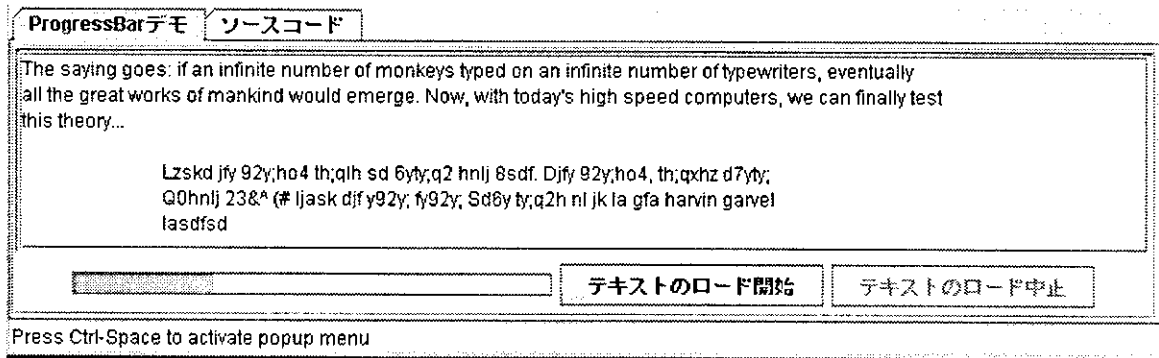 ProgressBarデモ ソースコード
The saying goes: if an infinite number of monkeys typed on an infinite number of typewriters, eventually
all the great works of mankind would emerge. Now, with today's high speed computers, we can finally test
this theory...
Lzskd jfy 92y;ho4 th;qlh sd 6yty;q2 hnlj 8sdf. Djfy 92y;ho4, th;qxhz d7yty;
Q0hnlj 23&^ (# ljask djf y92y; fy92y; Sd6y ty;q2h nl jk la gfa harvin garvel
lasdfsd
テキストのロード開始 テキストのロード中止
Press Ctrl-Space to activate popup menu